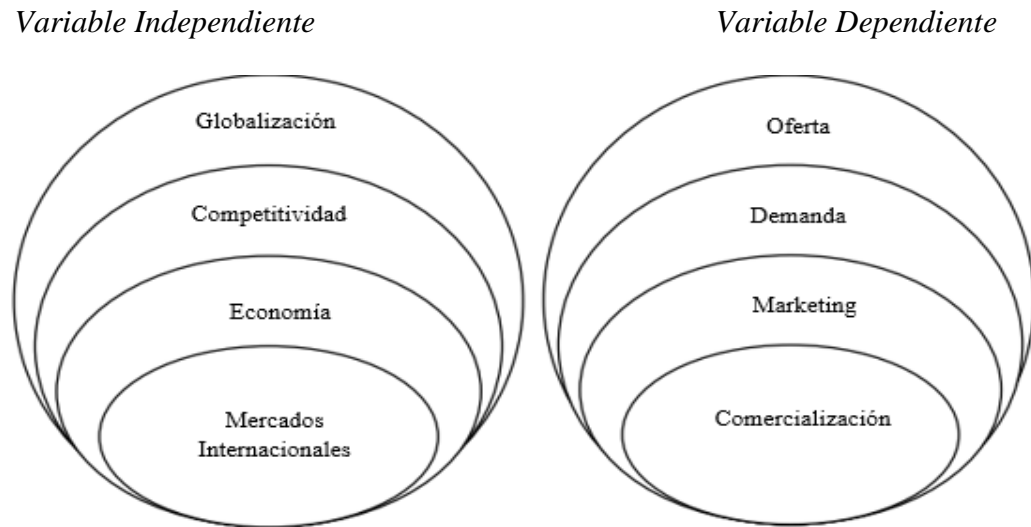 Variable Independiente
Variable Dependiente
Globalización
Competitividad
Economía
Mercados
Internacionales
Oferta
Demanda
Marketing
Comercialización